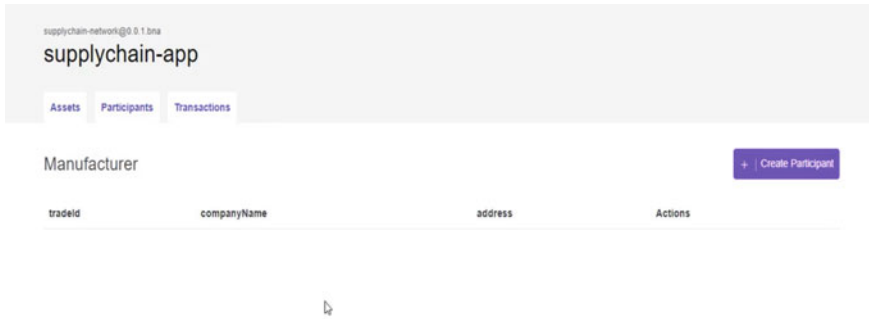 supplychain-network@0.0.1.bna
supplychain-app
Assets Participants Transactions
Manufacturer
+ | Create Participant
tradeId companyName address Actions